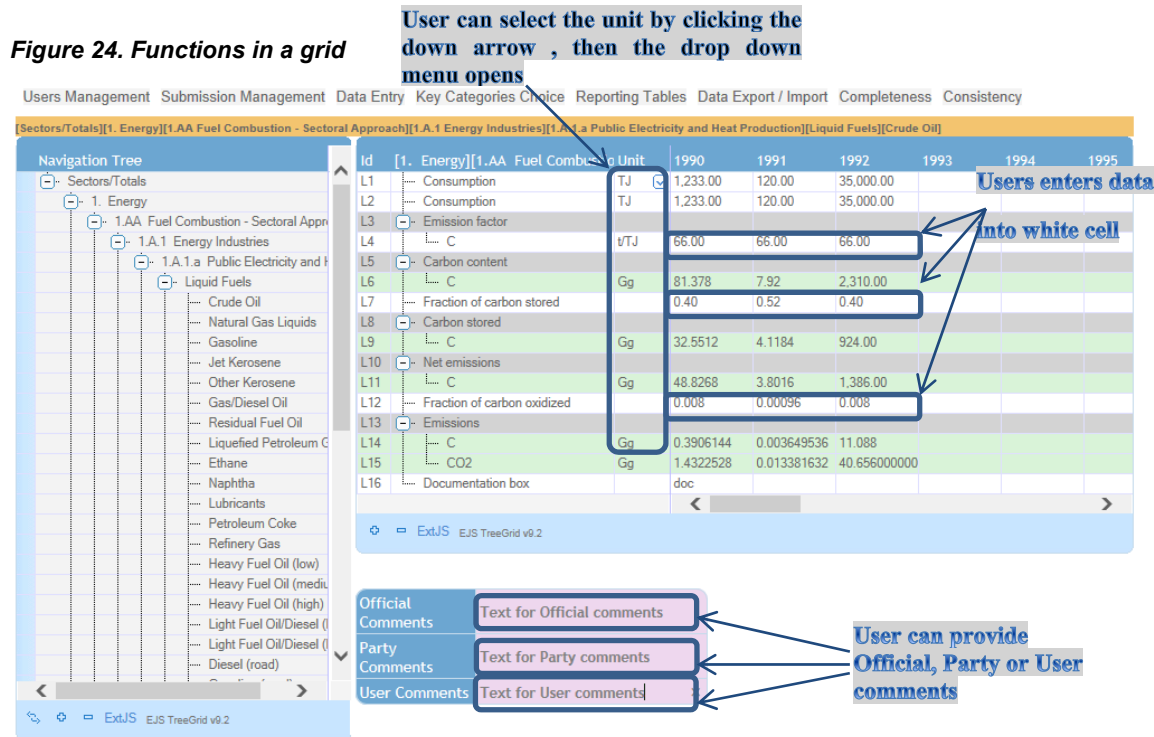 User can select the unit by clicking the
down arrow , then the drop down
menu opens
Figure 24. Functions in a grid
Users Management Submission Management Data Entry Key Categories Choice Reporting Tables Data Export / Import Completeness Consistency
[Sectors/Totals][1. Energy][1.AA Fuel Combustion - Sectoral Approach][1.A.1 Energy Industries][1.A.1.a Public Electricity and Heat Production][Liquid Fuels][Crude Oil]
Navigation Tree
Sectors/Totals
1. Energy
1.AA Fuel Combustion - Sectoral Appr
1.A.1 Energy Industries
1.A.1.a Public Electricity and H
Liquid Fuels
Crude Oil
Natural Gas Liquids
Gasoline
Jet Kerosene
Other Kerosene
Gas/Diesel Oil
Residual Fuel Oil
Liquefied Petroleum G
Ethane
Naphtha
Lubricants
Petroleum Coke
Refinery Gas
Heavy Fuel Oil (low)
Heavy Fuel Oil (mediu
Heavy Fuel Oil (high)
Light Fuel Oil/Diesel (
Light Fuel Oil/Diesel (
Diesel (road)
ExtJS EJS TreeGrid v9.2
Id [1. Energy][1.AA Fuel Combustio Unit 1990 1991 1992 1993 1994 1995
L1 Consumption TJ 1,233.00 120.00 35,000.00
L2 Consumption TJ 1,233.00 120.00 35,000.00
L3 Emission factor
L4 C t/TJ 66.00 66.00 66.00
L5 Carbon content
L6 C Gg 81.378 7.92 2,310.00
L7 Fraction of carbon stored 0.40 0.52 0.40
L8 Carbon stored
L9 C Gg 32.5512 4.1184 924.00
L10 Net emissions
L11 C Gg 48.8268 3.8016 1,386.00
L12 Fraction of carbon oxidized 0.008 0.00096 0.008
L13 Emissions
L14 C Gg 0.3906144 0.003649536 11.088
L15 CO2 Gg 1.4322528 0.013381632 40.656000000
L16 Documentation box doc
ExtJS EJS TreeGrid v9.2
Users enters data
into white cell
Official
Comments
Text for Official comments
Party
Comments
Text for Party comments
User Comments Text for User comments
User can provide
Official, Party or User
comments